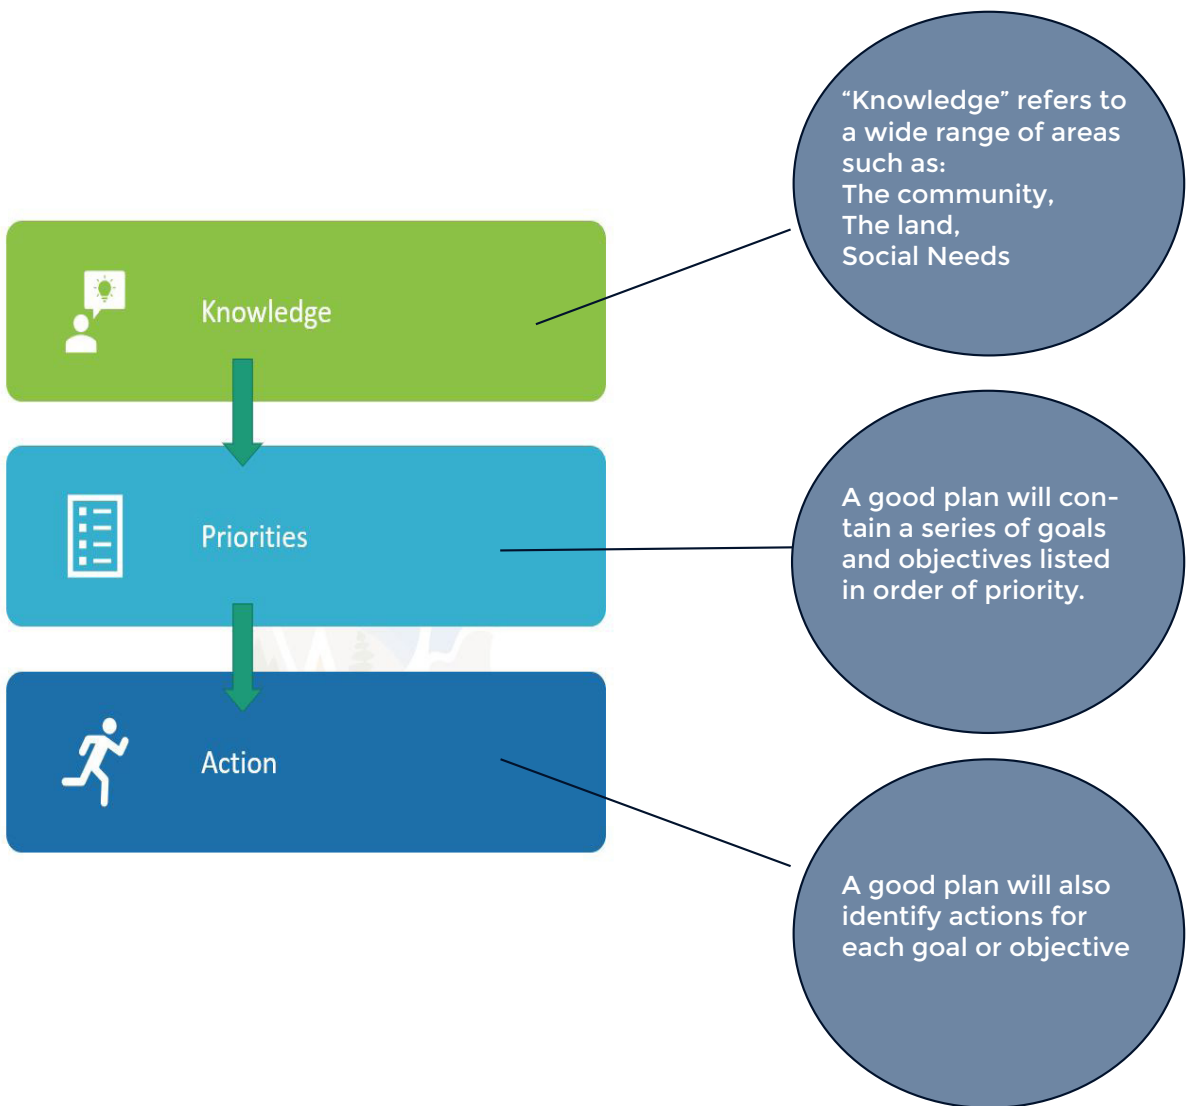 “Knowledge” refers to
a wide range of areas
such as:
The community,
The land,
Social Needs
Knowledge
A good plan will con-
tain a series of goals
and objectives listed
in order of priority.
Priorities
Action
A good plan will also
identify actions for
each goal or objective